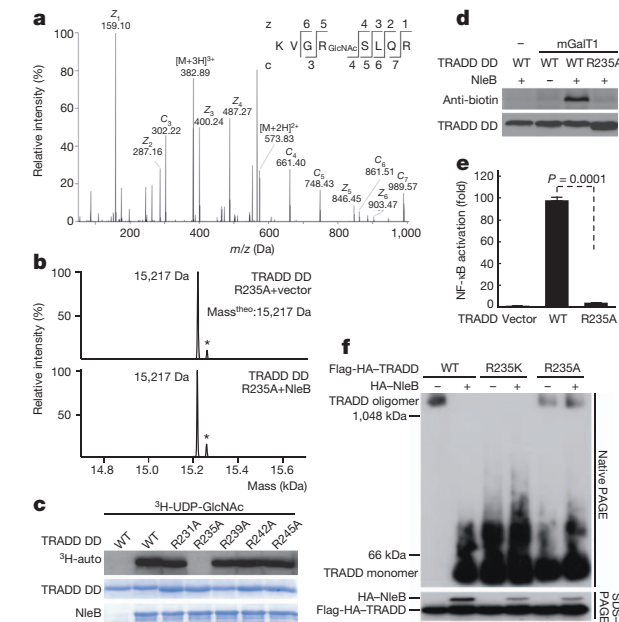 a
Relative intensity (%)
100
80
60
40
20
0
200
400
600
800
1,000
m/z (Da)
Z1
159.10
Z2
287.16
C3
302.22
[M+3H]3+
382.89
Z3
400.24
Z4
487.27
[M+2H]2+
573.83
C4
661.40
C5
748.43
Z5
846.45
C6
861.51
Z6
903.47
C7
989.57
z 6 5 4 3 2 1
K V G R GlcNAc S L Q R
c 3 4 5 6 7
b
Relative intensity (%)
100
50
15,217 Da
TRADD DD
R235A+vector
Masstheo:15,217 Da
*
100
50
15,217 Da
TRADD DD
R235A+NleB
*
14.8 15.0 15.2 15.4 15.6
Mass (kDa)
c
3H-UDP-GlcNAc
TRADD DD WT WT R231A R235A R239A R242A R245A
3H-auto
TRADD DD
NleB
d
– mGalT1
TRADD DD WT WT WT R235A
NleB + – + +
Anti-biotin
TRADD DD
e
NF-κB activation (fold)
120
100
80
60
40
20
0
P = 0.0001
TRADD Vector WT R235A
f
Flag-HA–TRADD WT R235K R235A
HA–NleB – + – + – +
TRADD oligomer
1,048 kDa
66 kDa
TRADD monomer
Native PAGE
HA–NleB
Flag-HA–TRADD
SDS–
PAGE